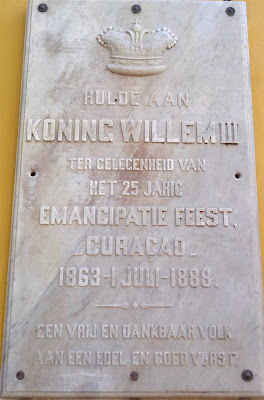 HULDE AAN
KONING WILLEM III
TER GELEGENHEID VAN
HET 25 JARIG
EMANCIPATIE FEEST,
CURAÇAO
1863-1 JULI-1888.
EEN VRIJ EN DANKBAAR VOLK
AAN EEN EDEL EN GOED VORST.